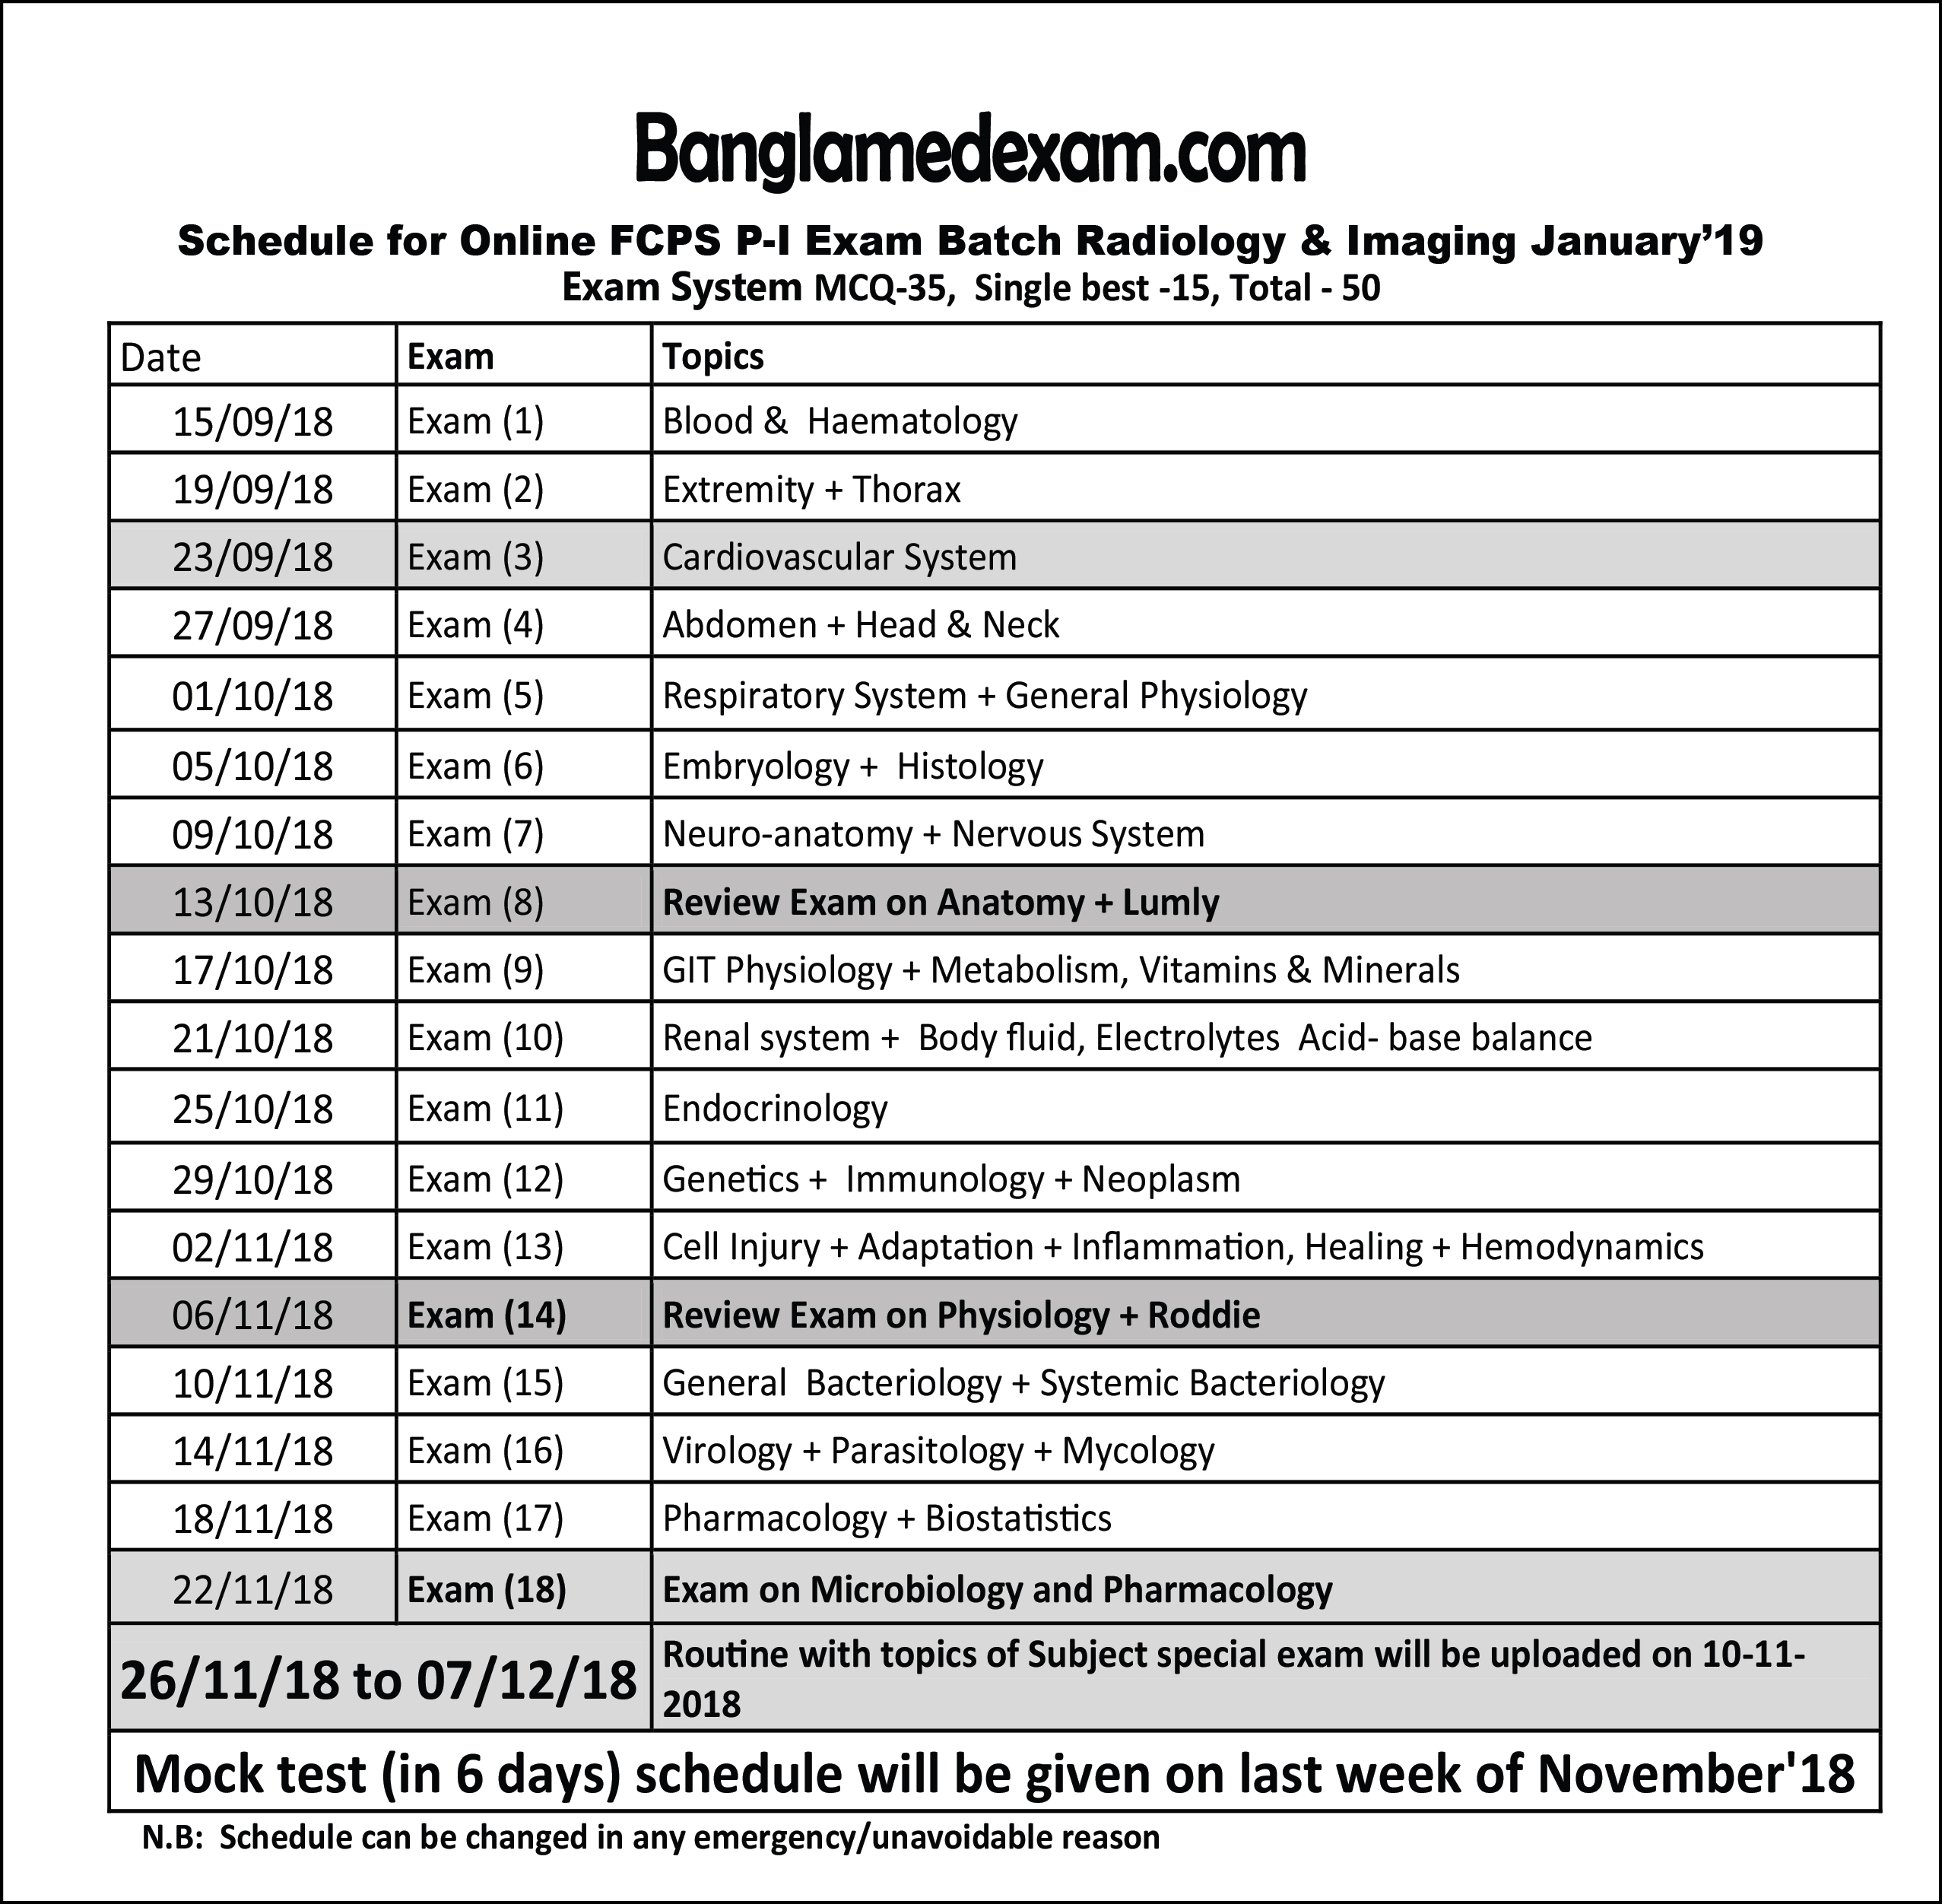 Banglamedexam.com
Schedule for Online FCPS P-I Exam Batch Radiology & Imaging January’19
Exam System MCQ-35, Single best -15, Total - 50
Date Exam Topics
15/09/18 Exam (1) Blood & Haematology
19/09/18 Exam (2) Extremity + Thorax
23/09/18 Exam (3) Cardiovascular System
27/09/18 Exam (4) Abdomen + Head & Neck
01/10/18 Exam (5) Respiratory System + General Physiology
05/10/18 Exam (6) Embryology + Histology
09/10/18 Exam (7) Neuro-anatomy + Nervous System
13/10/18 Exam (8) Review Exam on Anatomy + Lumly
17/10/18 Exam (9) GIT Physiology + Metabolism, Vitamins & Minerals
21/10/18 Exam (10) Renal system + Body fluid, Electrolytes Acid- base balance
25/10/18 Exam (11) Endocrinology
29/10/18 Exam (12) Genetics + Immunology + Neoplasm
02/11/18 Exam (13) Cell Injury + Adaptation + Inflammation, Healing + Hemodynamics
06/11/18 Exam (14) Review Exam on Physiology + Roddie
10/11/18 Exam (15) General Bacteriology + Systemic Bacteriology
14/11/18 Exam (16) Virology + Parasitology + Mycology
18/11/18 Exam (17) Pharmacology + Biostatistics
22/11/18 Exam (18) Exam on Microbiology and Pharmacology
26/11/18 to 07/12/18 Routine with topics of Subject special exam will be uploaded on 10-11-
2018
Mock test (in 6 days) schedule will be given on last week of November'18
N.B: Schedule can be changed in any emergency/unavoidable reason